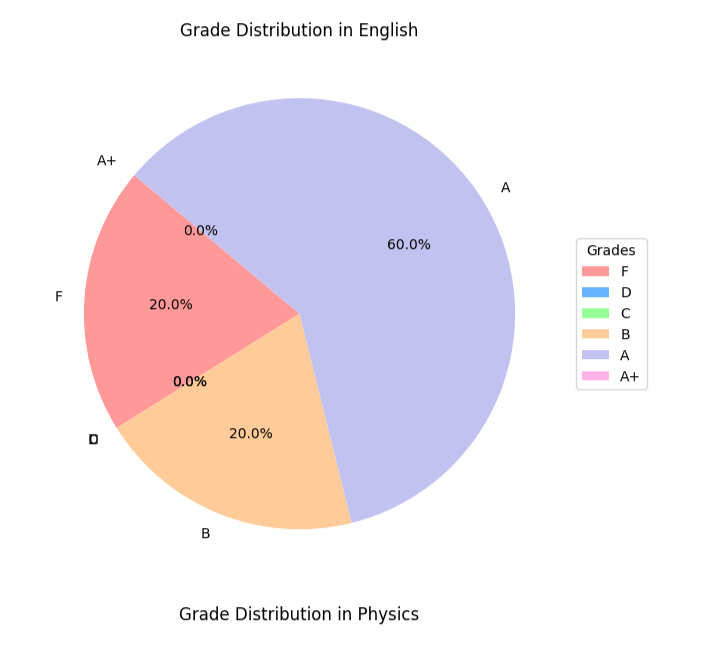 Grade Distribution in English
A+
A
0.0%
60.0%
Grades
F
D
C
B
A
A+
F
20.0%
0.0%
20.0%
B
Grade Distribution in Physics